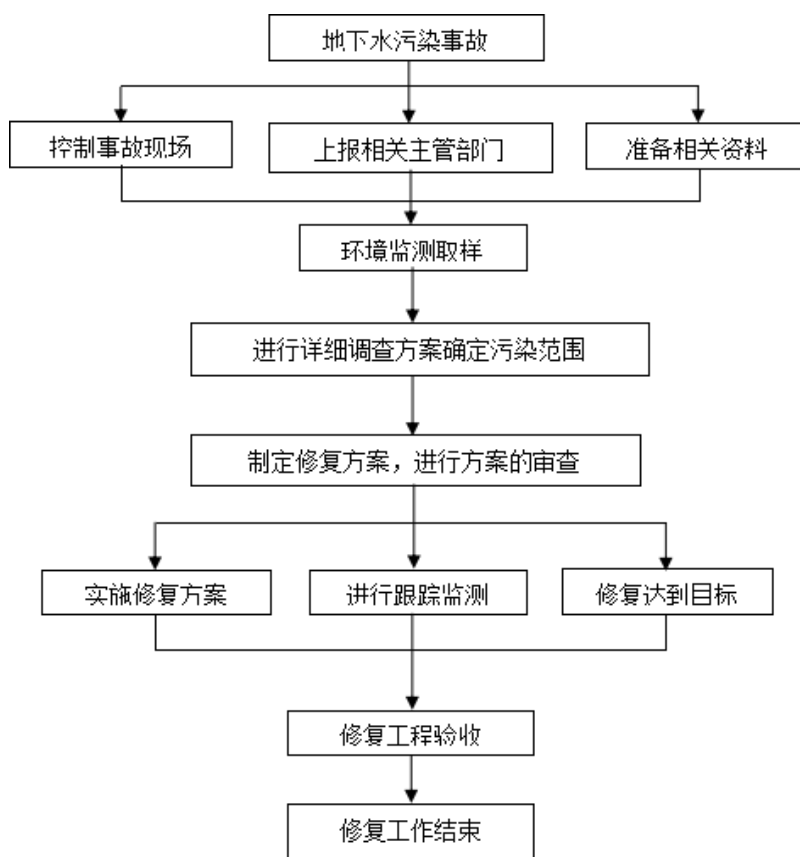 地下水污染事故
控制事故现场
上报相关主管部门
准备相关资料
环境监测取样
进行详细调查方案确定污染范围
制定修复方案，进行方案的审查
实施修复方案
进行跟踪监测
修复达到目标
修复工程验收
修复工作结束